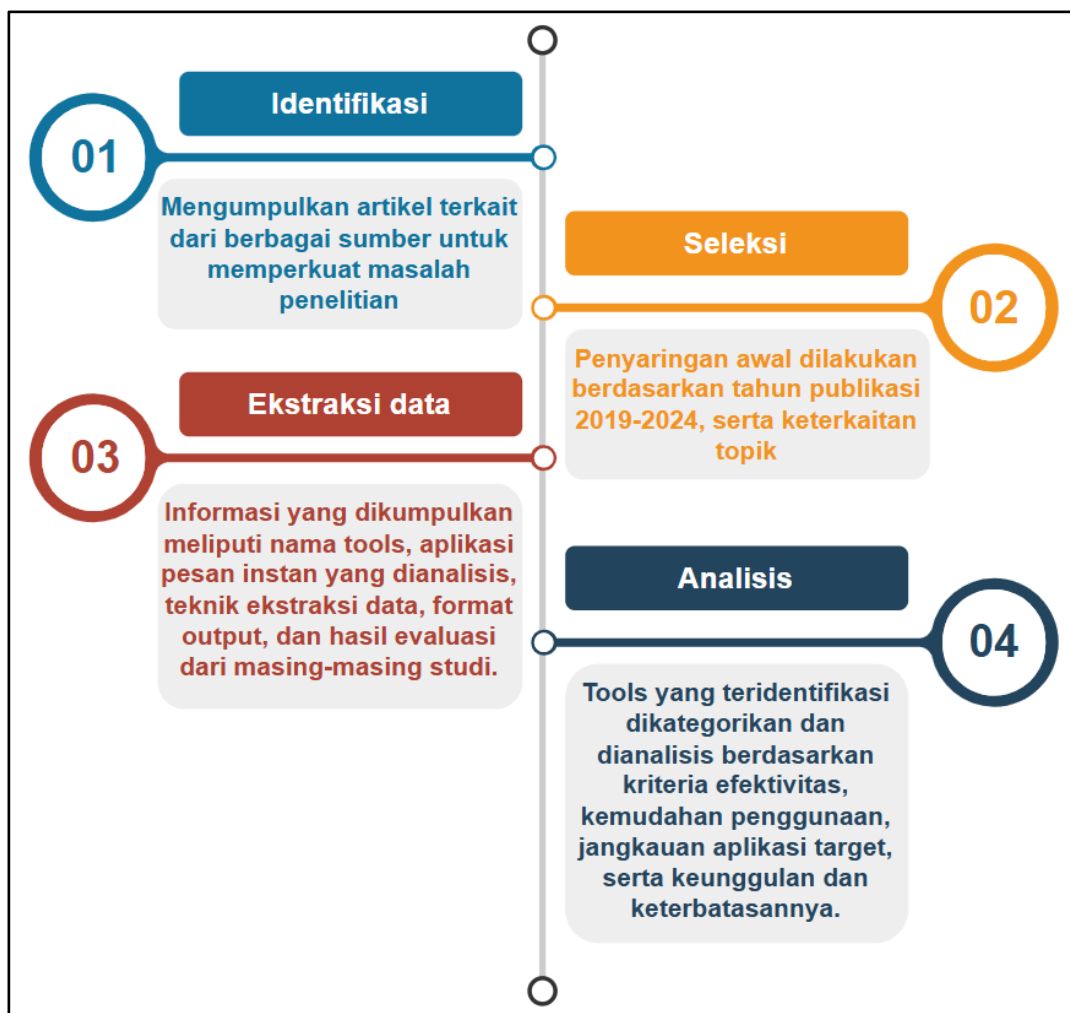 01
Identifikasi
Mengumpulkan artikel terkait
dari berbagai sumber untuk
memperkuat masalah
penelitian
Seleksi
02
Penyaringan awal dilakukan
berdasarkan tahun publikasi
2019-2024, serta keterkaitan
topik
Ekstraksi data
03
Informasi yang dikumpulkan
meliputi nama tools, aplikasi
pesan instan yang dianalisis,
teknik ekstraksi data, format
output, dan hasil evaluasi
dari masing-masing studi.
Analisis
04
Tools yang teridentifikasi
dikategorikan dan
dianalisis berdasarkan
kriteria efektivitas,
kemudahan penggunaan,
jangkauan aplikasi target,
serta keunggulan dan
keterbatasannya.